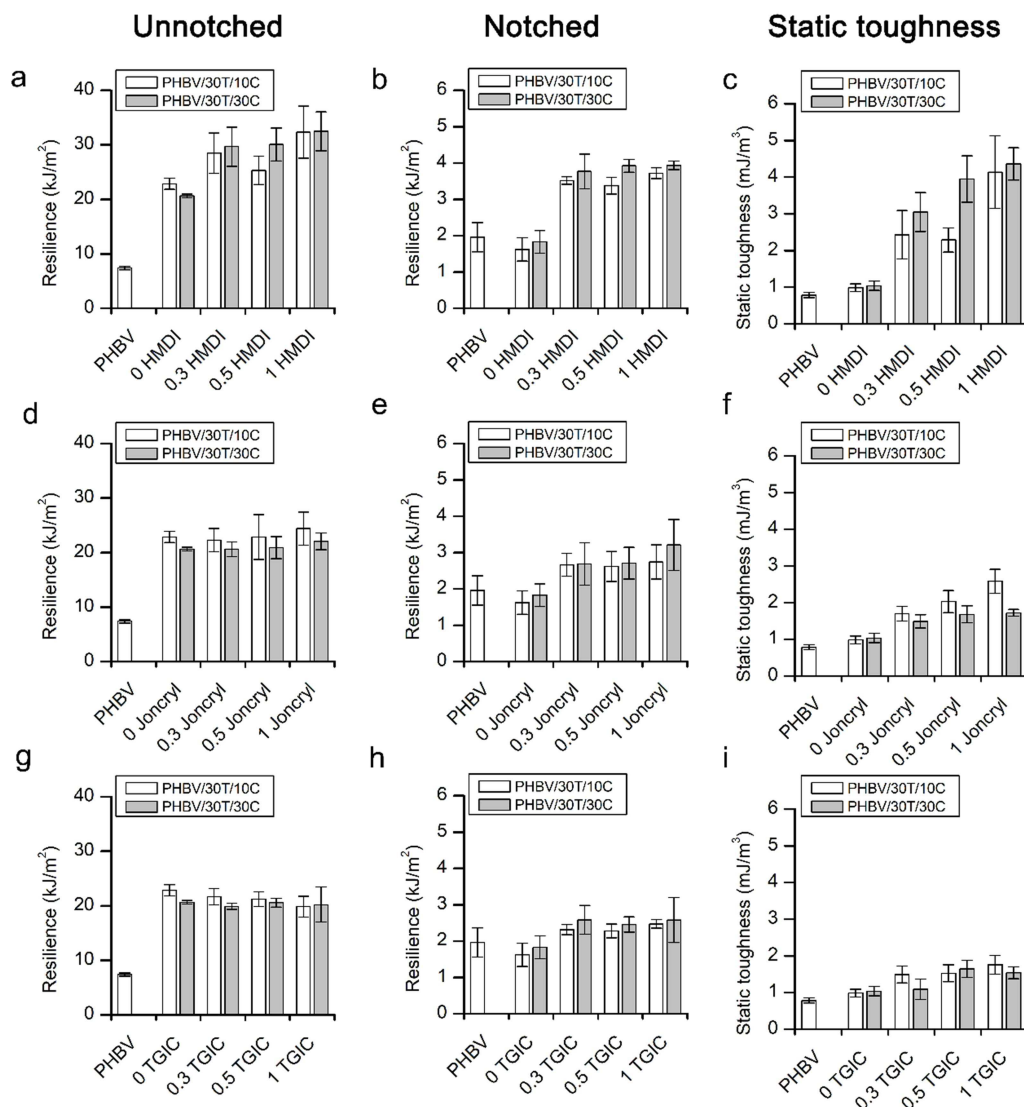 Unnotched
Notched
Static toughness
a
PHBV/30T/10C
PHBV/30T/30C
40
30
20
10
0
Resilience (kJ/m²)
PHBV
0 HMDI
0.3 HMDI
0.5 HMDI
1 HMDI
b
PHBV/30T/10C
PHBV/30T/30C
6
5
4
3
2
1
0
Resilience (kJ/m²)
PHBV
0 HMDI
0.3 HMDI
0.5 HMDI
1 HMDI
c
PHBV/30T/10C
PHBV/30T/30C
6
5
4
3
2
1
0
Static toughness (mJ/m³)
PHBV
0 HMDI
0.3 HMDI
0.5 HMDI
1 HMDI
d
PHBV/30T/10C
PHBV/30T/30C
40
30
20
10
0
Resilience (kJ/m²)
PHBV
0 Joncryl
0.3 Joncryl
0.5 Joncryl
1 Joncryl
e
PHBV/30T/10C
PHBV/30T/30C
6
5
4
3
2
1
0
Resilience (kJ/m²)
PHBV
0 Joncryl
0.3 Joncryl
0.5 Joncryl
1 Joncryl
f
PHBV/30T/10C
PHBV/30T/30C
6
5
4
3
2
1
0
Static toughness (mJ/m³)
PHBV
0 Joncryl
0.3 Joncryl
0.5 Joncryl
1 Joncryl
g
PHBV/30T/10C
PHBV/30T/30C
40
30
20
10
0
Resilience (kJ/m²)
PHBV
0 TGIC
0.3 TGIC
0.5 TGIC
1 TGIC
h
PHBV/30T/10C
PHBV/30T/30C
6
5
4
3
2
1
0
Resilience (kJ/m²)
PHBV
0 TGIC
0.3 TGIC
0.5 TGIC
1 TGIC
i
PHBV/30T/10C
PHBV/30T/30C
6
5
4
3
2
1
0
Static toughness (mJ/m³)
PHBV
0 TGIC
0.3 TGIC
0.5 TGIC
1 TGIC